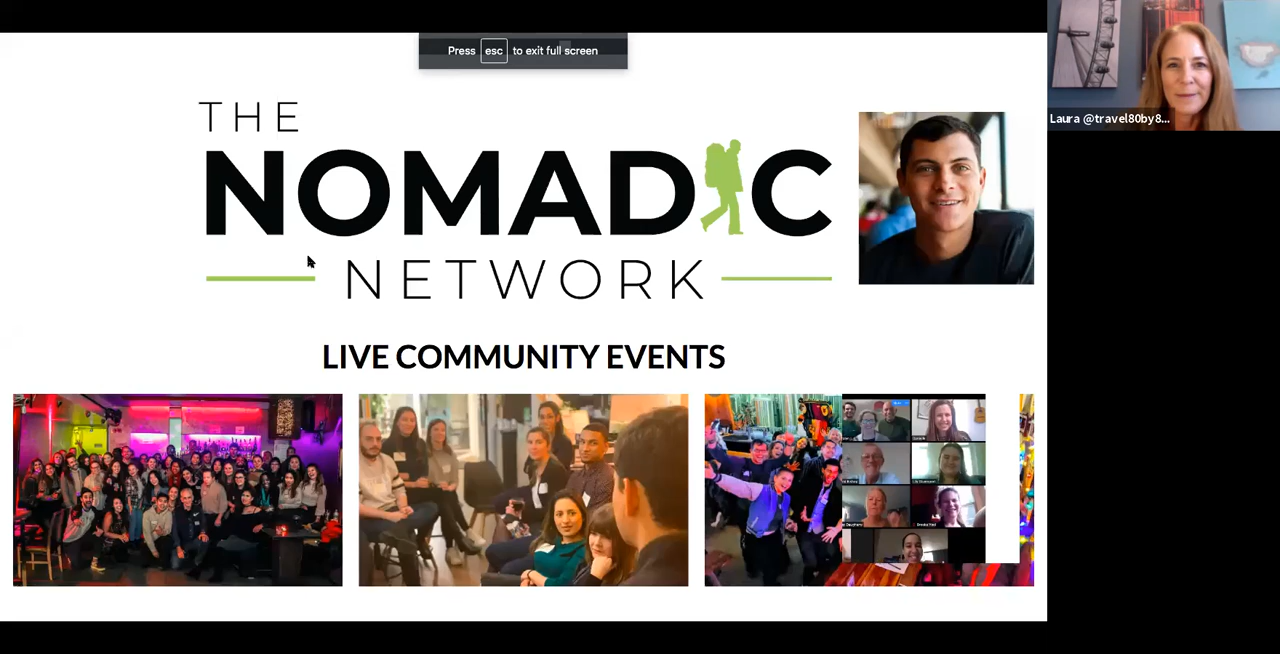 Press esc to exit full screen
THE
NOMADIC
NETWORK
LIVE COMMUNITY EVENTS
Laura @travel80by8...